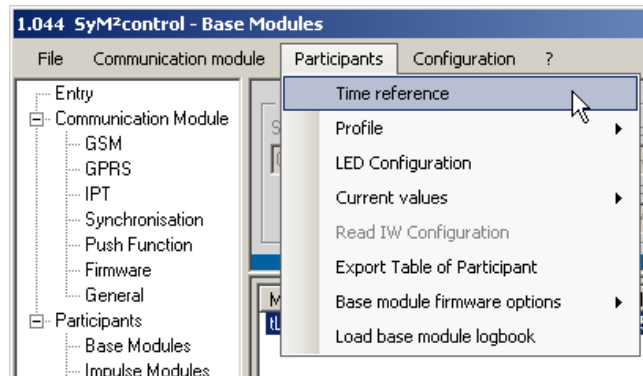 1.044 SyM²control - Base Modules
File Communication module Participants Configuration ?
Entry
Communication Module
GSM
GPRS
IPT
Synchronisation
Push Function
Firmware
General
Participants
Base Modules
Impulse Modules
Time reference
Profile
LED Configuration
Current values
Read IW Configuration
Export Table of Participant
Base module firmware options
Load base module logbook